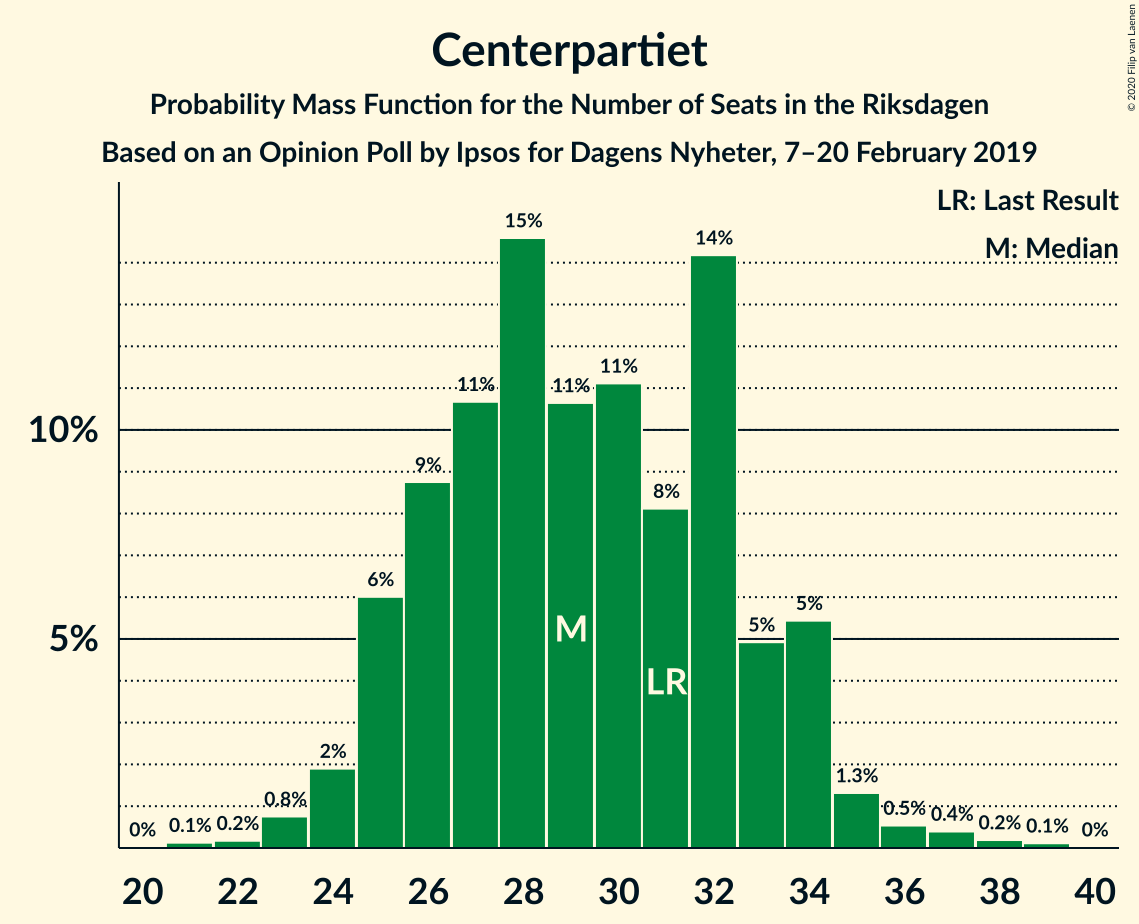 Centerpartiet
Probability Mass Function for the Number of Seats in the Riksdagen
Based on an Opinion Poll by Ipsos for Dagens Nyheter, 7–20 February 2019
© 2020 Filip van Laenen
LR: Last Result
M: Median
10%
5%
0%
0.1%
0.2%
0.8%
2%
6%
9%
11%
15%
11%
11%
8%
14%
5%
5%
1.3%
0.5%
0.4%
0.2%
0.1%
0%
M
LR
20 22 24 26 28 30 32 34 36 38 40